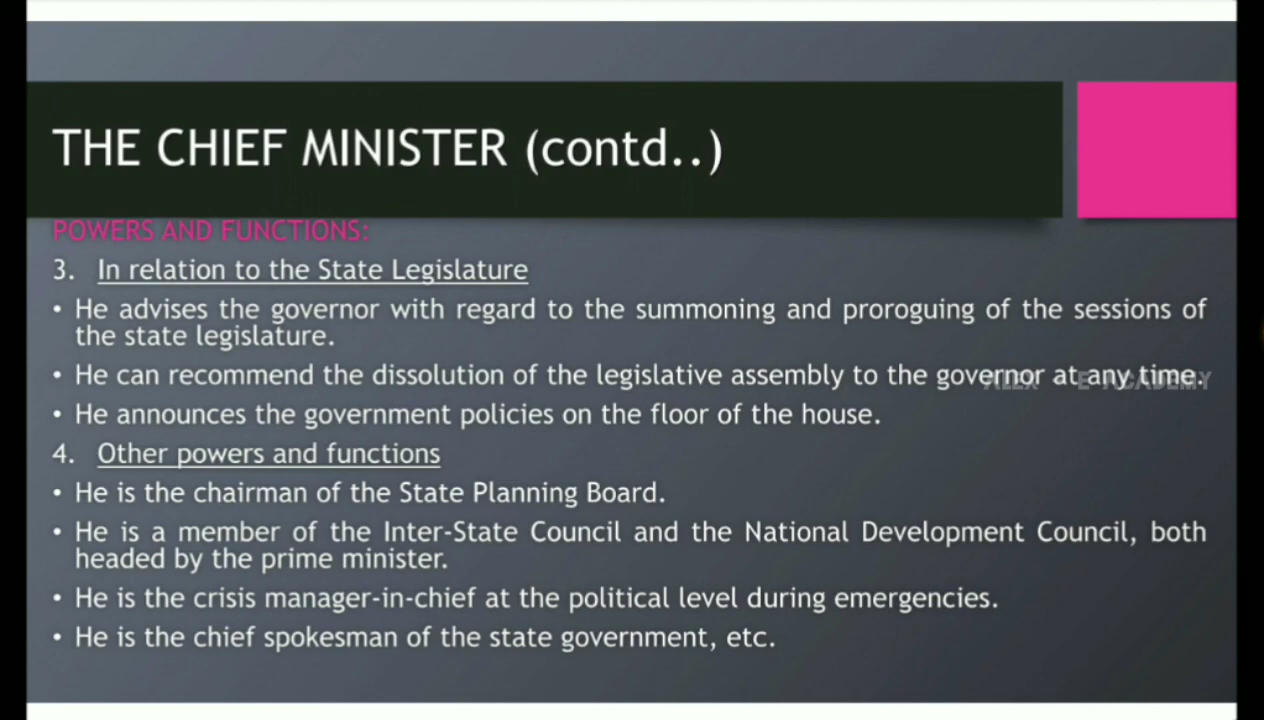 THE CHIEF MINISTER (contd..)
POWERS AND FUNCTIONS:
3. In relation to the State Legislature
• He advises the governor with regard to the summoning and proroguing of the sessions of
the state legislature.
• He can recommend the dissolution of the legislative assembly to the governor at any time.
ALEX - E-ACADEMY
• He announces the government policies on the floor of the house.
4. Other powers and functions
• He is the chairman of the State Planning Board.
• He is a member of the Inter-State Council and the National Development Council, both
headed by the prime minister.
• He is the crisis manager-in-chief at the political level during emergencies.
• He is the chief spokesman of the state government, etc.